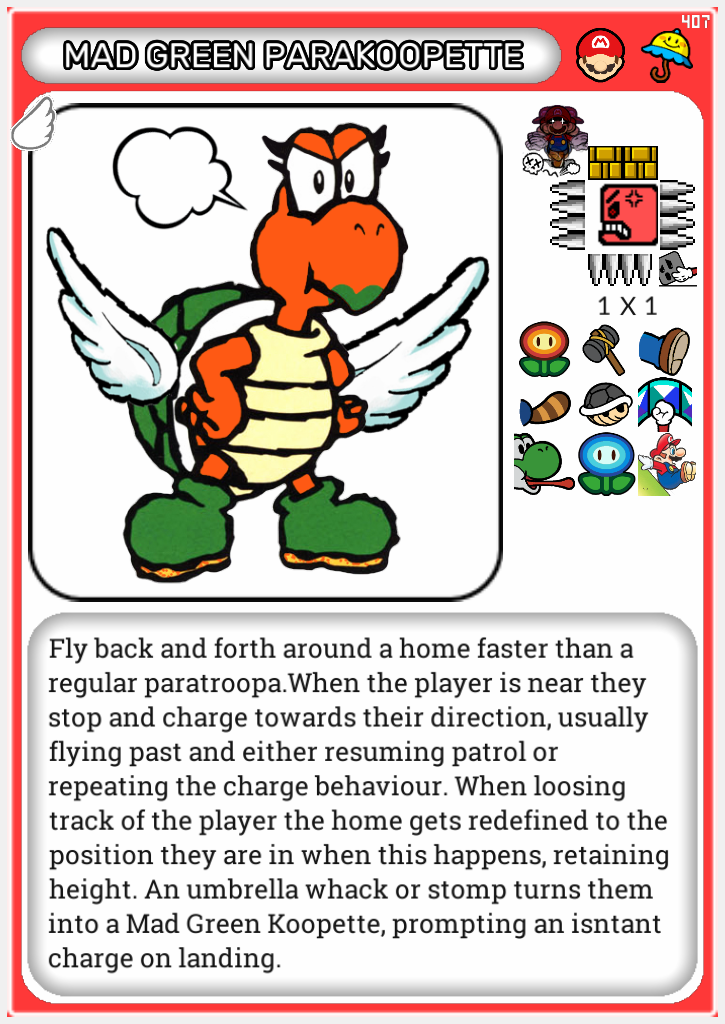 407
MAD GREEN PARAKOOPETTE
1 X 1
Fly back and forth around a home faster than a
regular paratroopa.When the player is near they
stop and charge towards their direction, usually
flying past and either resuming patrol or
repeating the charge behaviour. When loosing
track of the player the home gets redefined to the
position they are in when this happens, retaining
height. An umbrella whack or stomp turns them
into a Mad Green Koopette, prompting an isntant
charge on landing.